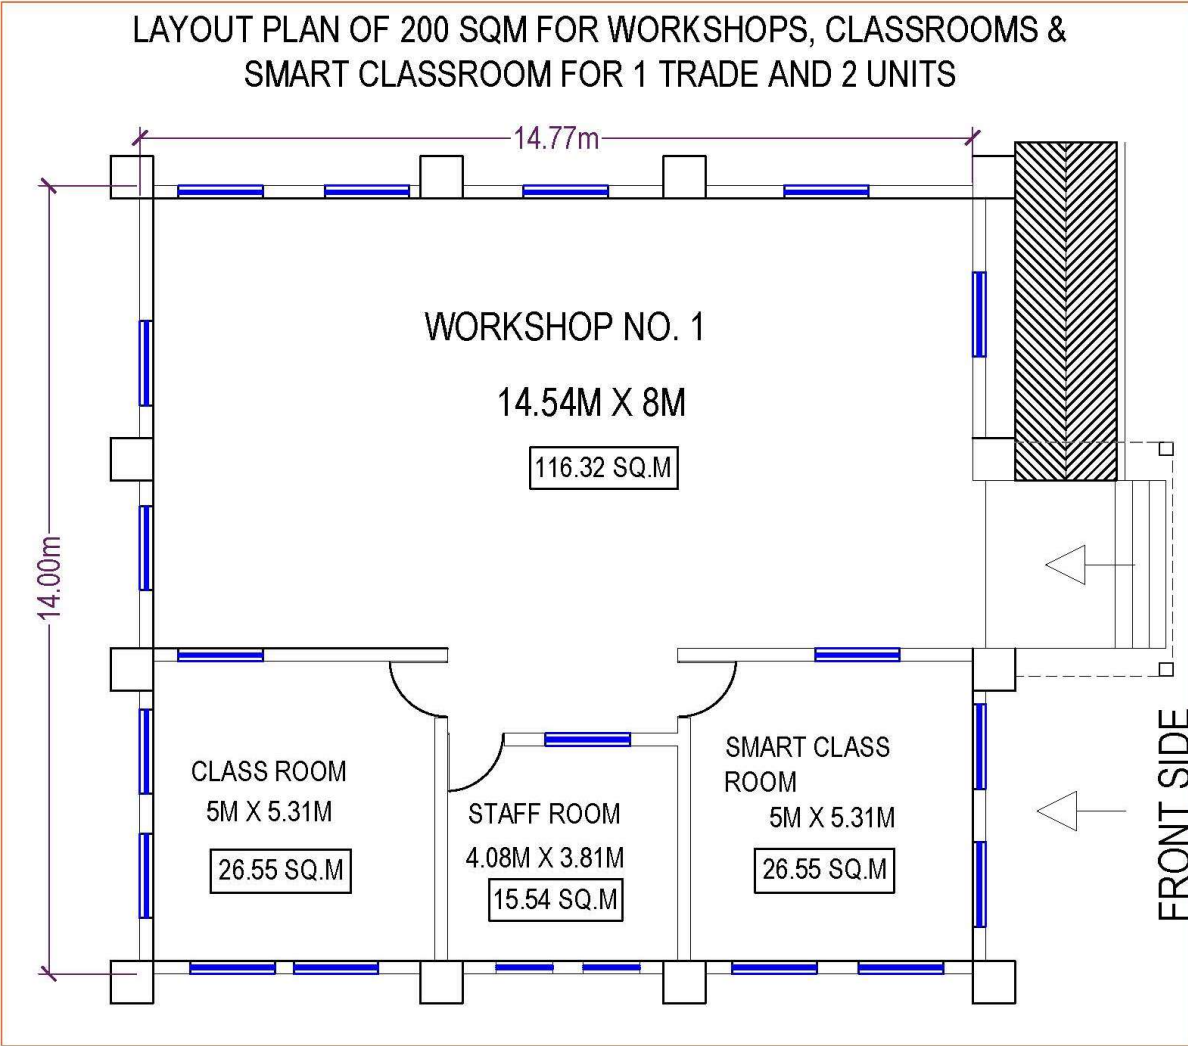 LAYOUT PLAN OF 200 SQM FOR WORKSHOPS, CLASSROOMS &
SMART CLASSROOM FOR 1 TRADE AND 2 UNITS
14.77m
WORKSHOP NO. 1
14.54M X 8M
116.32 SQ.M
14.00m
CLASS ROOM
5M X 5.31M
26.55 SQ.M
STAFF ROOM
4.08M X 3.81M
15.54 SQ.M
SMART CLASS
ROOM
5M X 5.31M
26.55 SQ.M
FRONT SIDE